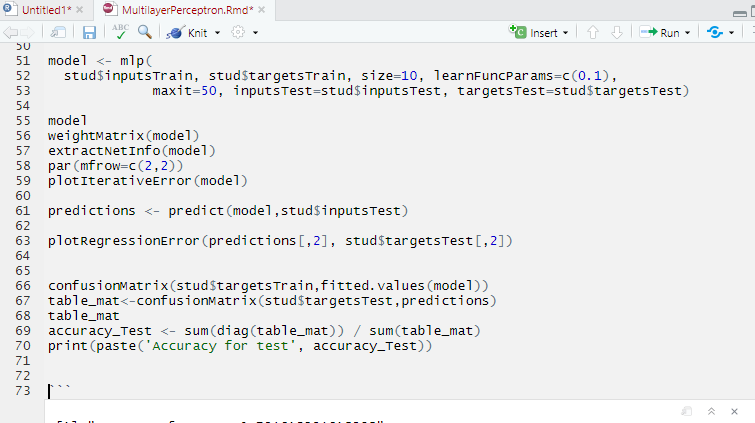 Untitled1* MultilayerPerceptron.Rmd*
ABC Knit Insert Run
50
51 model <- mlp(
52 stud$inputsTrain, stud$targetsTrain, size=10, learnFuncParams=c(0.1),
53 maxit=50, inputsTest=stud$inputsTest, targetsTest=stud$targetsTest)
54
55 model
56 weightMatrix(model)
57 extractNetInfo(model)
58 par(mfrow=c(2,2))
59 plotIterativeError(model)
60
61 predictions <- predict(model,stud$inputsTest)
62
63 plotRegressionError(predictions[,2], stud$targetsTest[,2])
64
65
66 confusionMatrix(stud$targetsTrain,fitted.values(model))
67 table_mat<-confusionMatrix(stud$targetsTest,predictions)
68 table_mat
69 accuracy_Test <- sum(diag(table_mat)) / sum(table_mat)
70 print(paste('Accuracy for test', accuracy_Test))
71
72
73 ```